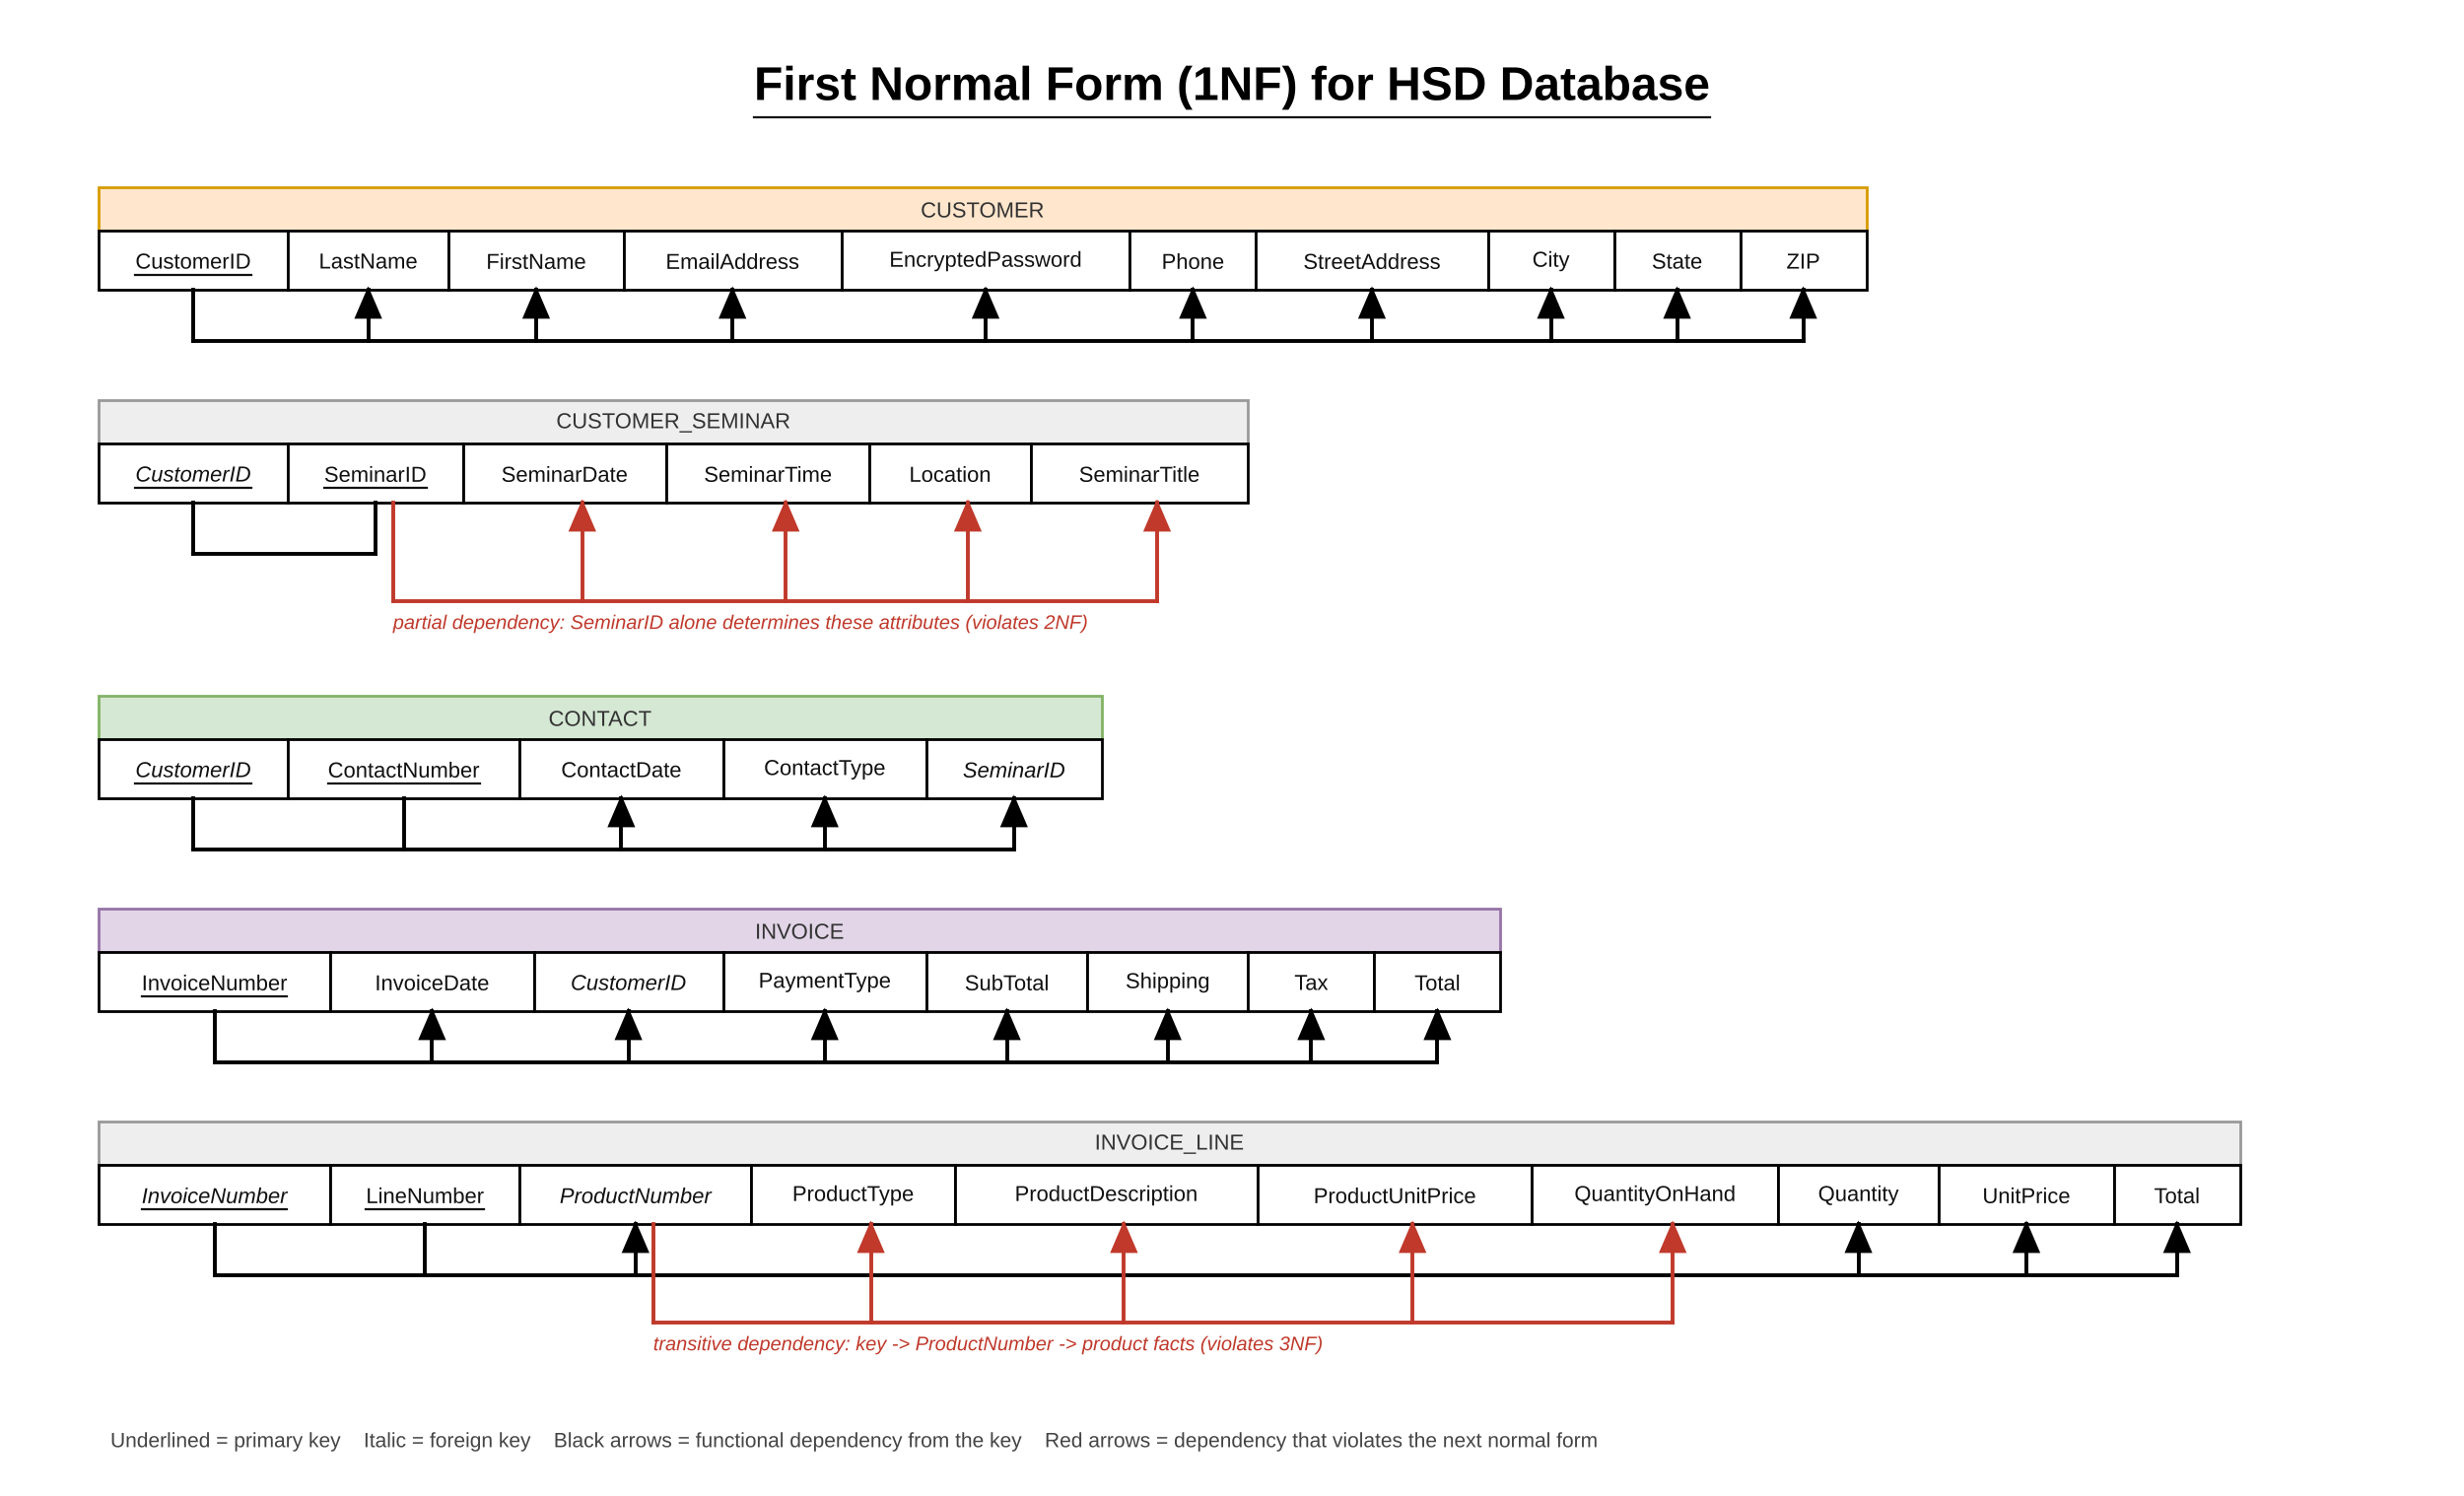 First Normal Form (1NF) for HSD Database
CUSTOMER
CustomerID LastName FirstName EmailAddress EncryptedPassword Phone StreetAddress City State ZIP
CUSTOMER_SEMINAR
CustomerID SeminarID SeminarDate SeminarTime Location SeminarTitle
partial dependency: SeminarID alone determines these attributes (violates 2NF)
CONTACT
CustomerID ContactNumber ContactDate ContactType SeminarID
INVOICE
InvoiceNumber InvoiceDate CustomerID PaymentType SubTotal Shipping Tax Total
INVOICE_LINE
InvoiceNumber LineNumber ProductNumber ProductType ProductDescription ProductUnitPrice QuantityOnHand Quantity UnitPrice Total
transitive dependency: key -> ProductNumber -> product facts (violates 3NF)
Underlined = primary key Italic = foreign key Black arrows = functional dependency from the key Red arrows = dependency that violates the next normal form